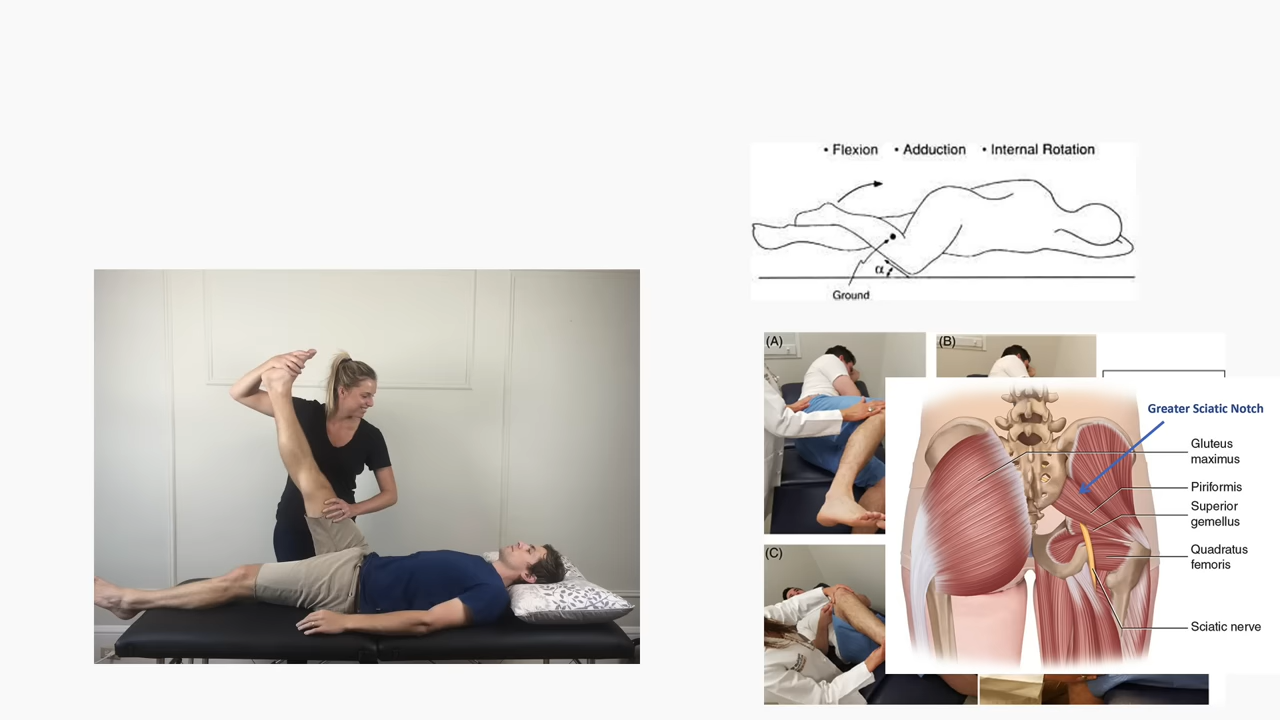 • Flexion • Adduction • Internal Rotation
α
Ground
(A)
(B)
Greater Sciatic Notch
Gluteus
maximus
Piriformis
Superior
gemellus
Quadratus
femoris
Sciatic nerve
(C)